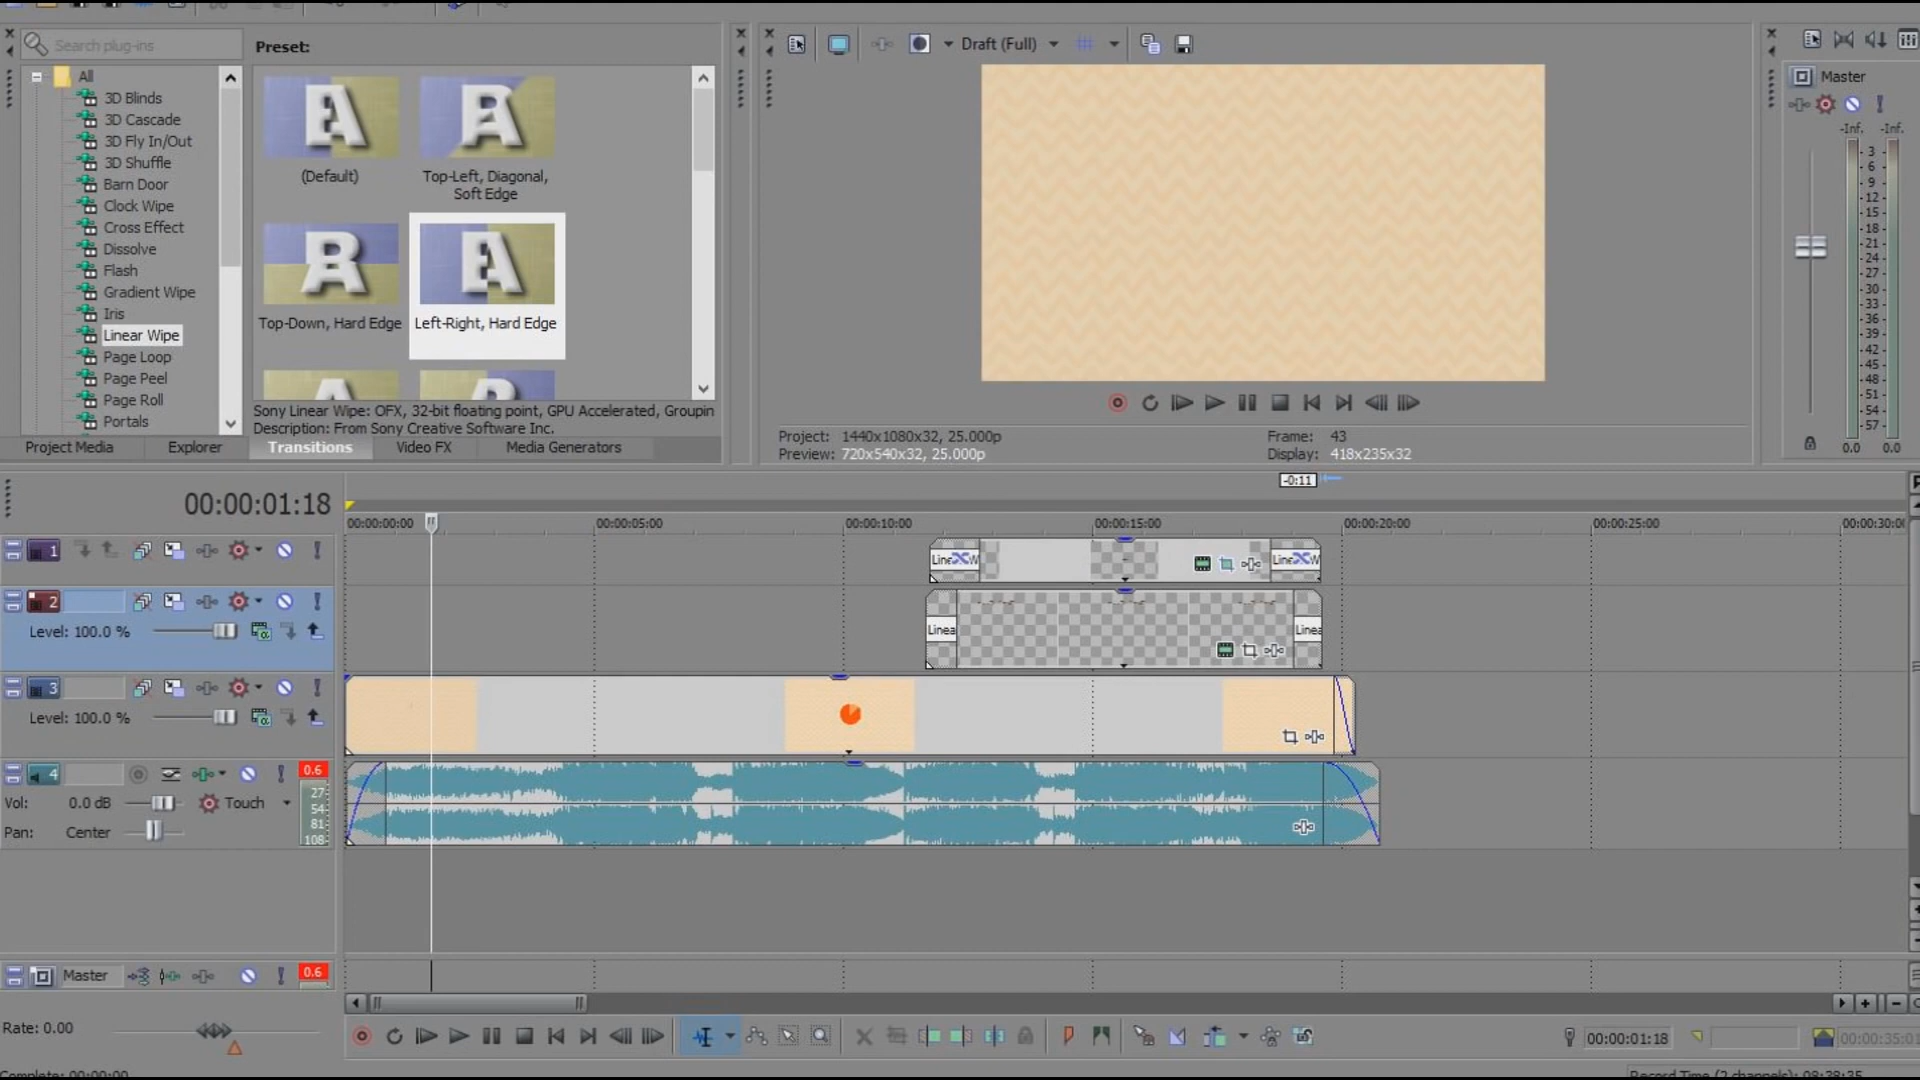 Search plug-ins
Preset:
Draft (Full)
All
3D Blinds
3D Cascade
3D Fly In/Out
3D Shuffle
Barn Door
Clock Wipe
Cross Effect
Dissolve
Flash
Gradient Wipe
Iris
Linear Wipe
Page Loop
Page Peel
Page Roll
Portals
(Default)
Top-Left, Diagonal,
Soft Edge
Top-Down, Hard Edge
Left-Right, Hard Edge
Sony Linear Wipe: OFX, 32-bit floating point, GPU Accelerated, Groupin
Description: From Sony Creative Software Inc.
Project Media Explorer Transitions Video FX Media Generators
Project: 1440x1080x32, 25.000p
Preview: 720x540x32, 25.000p
Frame: 43
Display: 418x235x32
Master
-Inf. -Inf.
3
6
9
12
15
18
21
24
27
30
33
36
39
42
45
48
51
54
57
0.0 0.0
-0:11
00:00:01:18
00:00:00:00 00:00:05:00 00:00:10:00 00:00:15:00 00:00:20:00 00:00:25:00 00:00:30:00
1
Line W Line W
2
Level: 100.0 %
Linea Linea
3
Level: 100.0 %
4
0.6
Vol: 0.0 dB Touch
Pan: Center
27
54
81
108
Master 0.6
Rate: 0.00
00:00:01:18
00:00:35:01
Complete: 00:00:00
Record Time (2 channels): 08:38:35